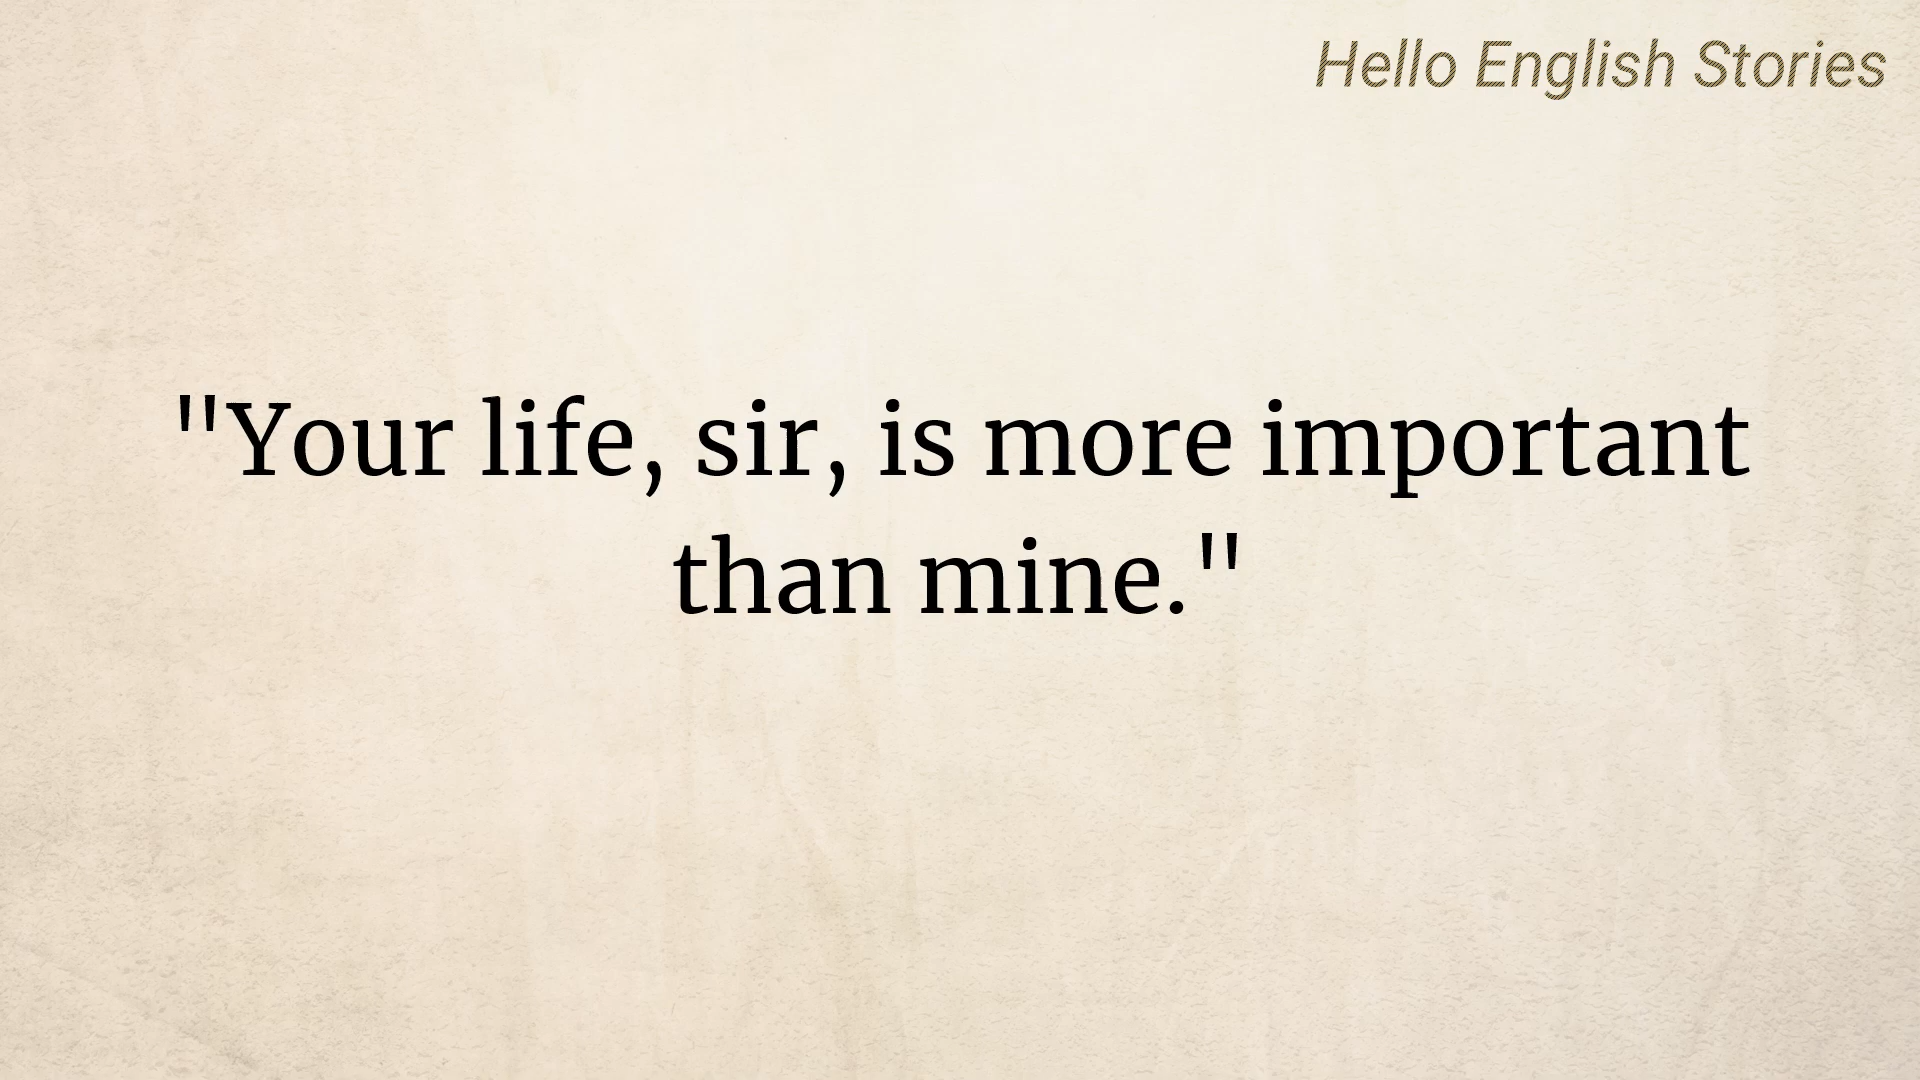 Hello English Stories
"Your life, sir, is more important
than mine."